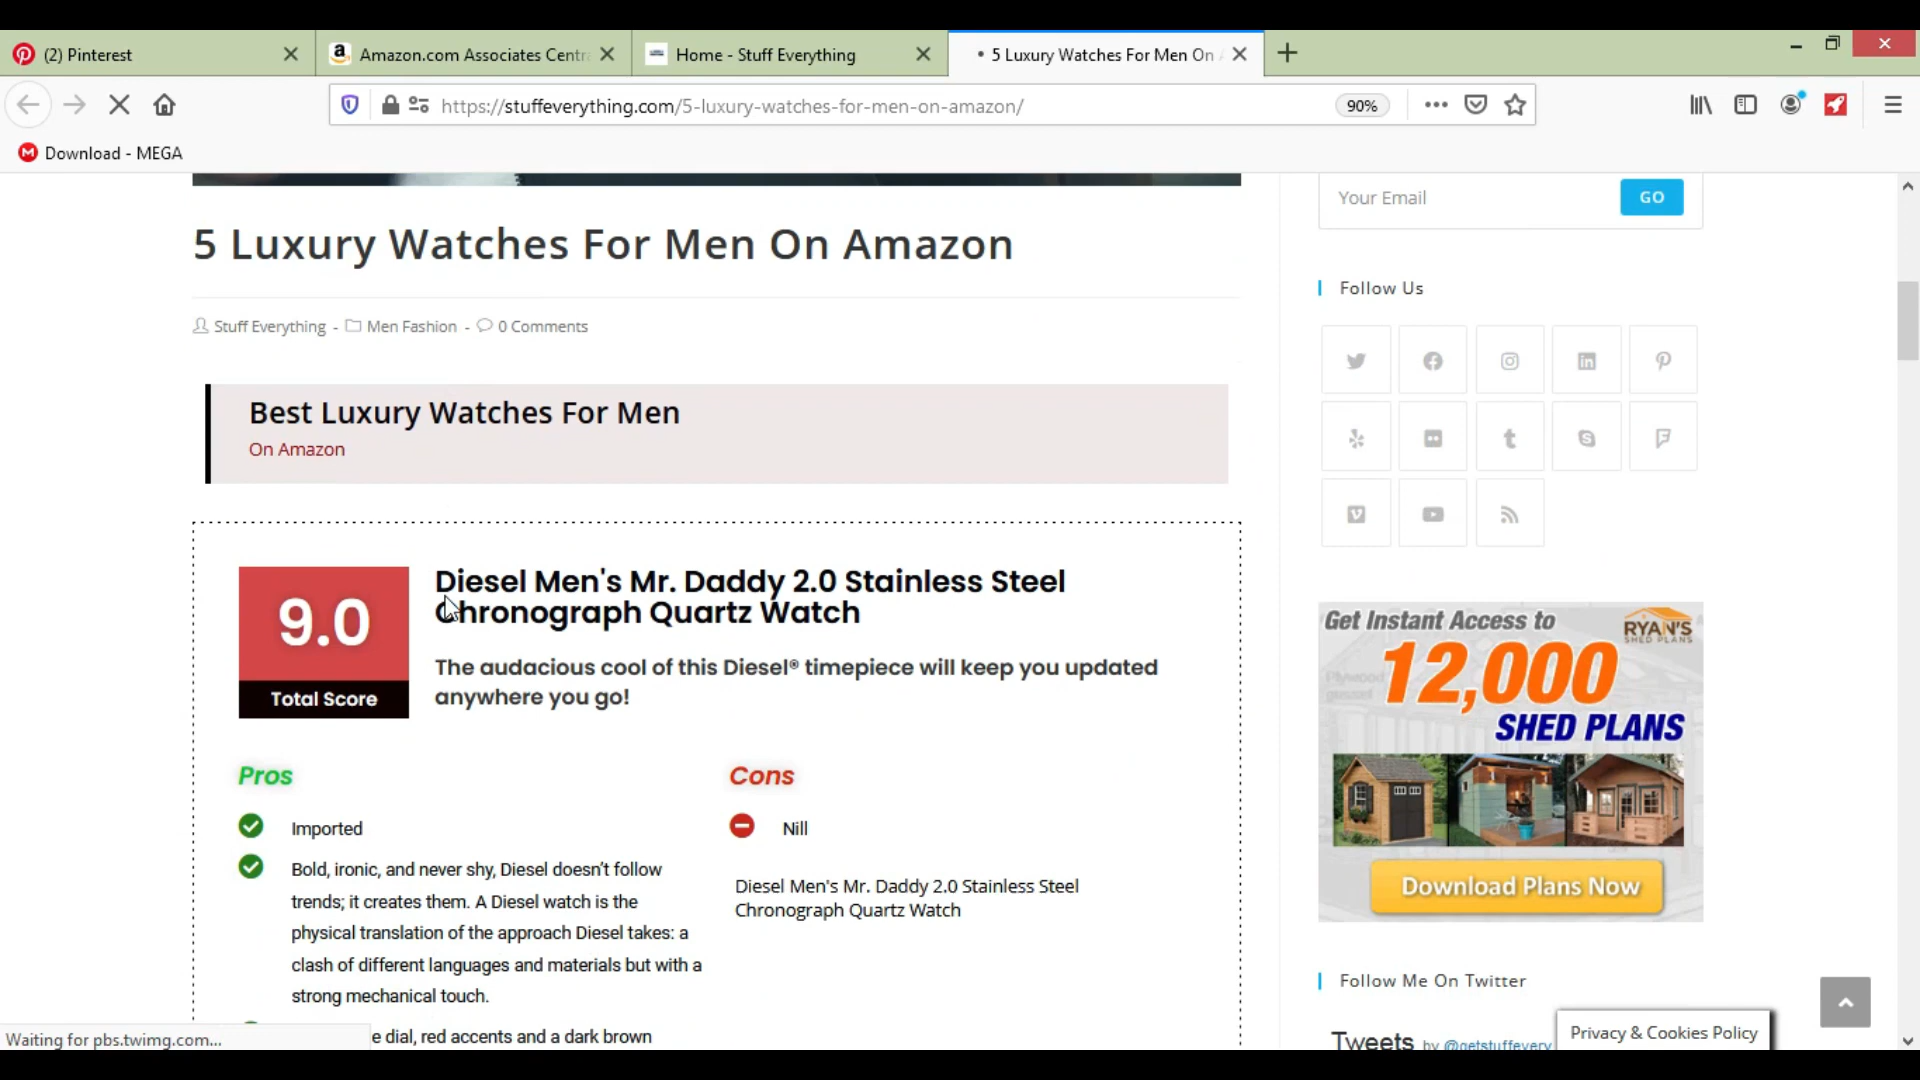 (2) Pinterest
Amazon.com Associates Centr
Home - Stuff Everything
5 Luxury Watches For Men On
https://stuffeverything.com/5-luxury-watches-for-men-on-amazon/
90%
Download - MEGA
5 Luxury Watches For Men On Amazon
Stuff Everything - Men Fashion - 0 Comments
Best Luxury Watches For Men
On Amazon
9.0
Total Score
Diesel Men's Mr. Daddy 2.0 Stainless Steel
Chronograph Quartz Watch
The audacious cool of this Diesel® timepiece will keep you updated
anywhere you go!
Pros
Imported
Bold, ironic, and never shy, Diesel doesn't follow
trends; it creates them. A Diesel watch is the
physical translation of the approach Diesel takes: a
clash of different languages and materials but with a
strong mechanical touch.
e dial, red accents and a dark brown
Cons
Nill
Diesel Men's Mr. Daddy 2.0 Stainless Steel
Chronograph Quartz Watch
Your Email
GO
Follow Us
Get Instant Access to
RYAN'S
SHED PLANS
12,000
SHED PLANS
Download Plans Now
Follow Me On Twitter
Tweets by @getstuffevery
Privacy & Cookies Policy
Waiting for pbs.twimg.com...